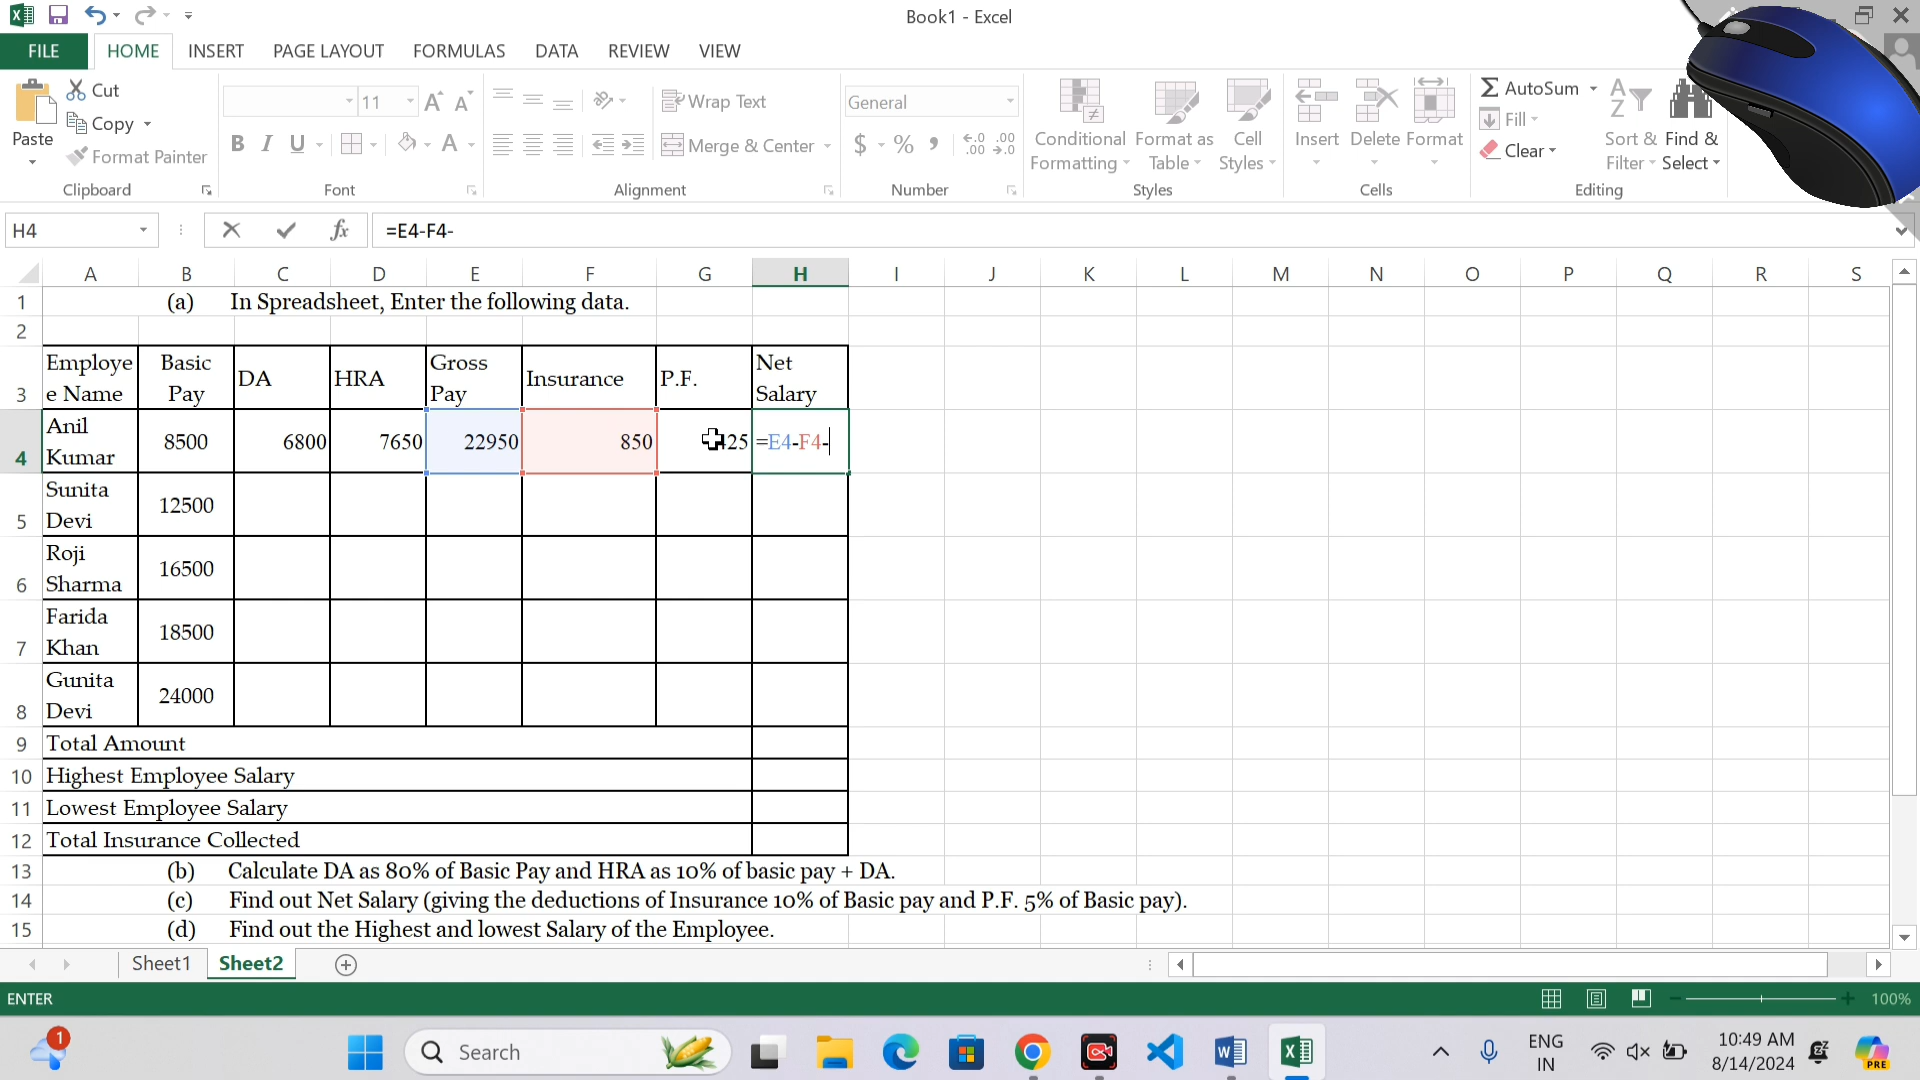 Book1 - Excel
FILE HOME INSERT PAGE LAYOUT FORMULAS DATA REVIEW VIEW
Paste
Cut
Copy
Format Painter
Clipboard
11
A A
B I U A
Font
Wrap Text
Merge & Center
Alignment
General
$ % , .0 .00 .00 .0
Number
Conditional Formatting
Format as Table
Cell Styles
Styles
Insert Delete Format
Cells
AutoSum
Fill
Clear
Sort & Filter
Find & Select
Editing
H4 fx =E4-F4-
A B C D E F G H I J K L M N O P Q R S
1 (a) In Spreadsheet, Enter the following data.
2
3 Employe
e Name Basic
Pay DA HRA Gross
Pay Insurance P.F. Net
Salary
4 Anil
Kumar 8500 6800 7650 22950 850 425 =E4-F4-
5 Sunita
Devi 12500
6 Roji
Sharma 16500
7 Farida
Khan 18500
8 Gunita
Devi 24000
9 Total Amount
10 Highest Employee Salary
11 Lowest Employee Salary
12 Total Insurance Collected
13 (b) Calculate DA as 80% of Basic Pay and HRA as 10% of basic pay + DA.
14 (c) Find out Net Salary (giving the deductions of Insurance 10% of Basic pay and P.F. 5% of Basic pay).
15 (d) Find out the Highest and lowest Salary of the Employee.
Sheet1 Sheet2
ENTER 100%
1 Search ENG
IN 10:49 AM
8/14/2024 PRE